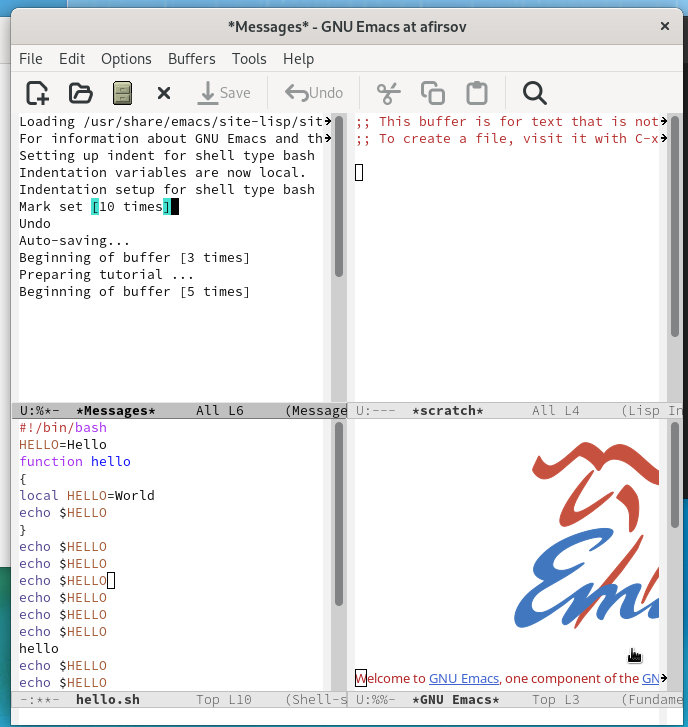 *Messages* - GNU Emacs at afirsov
File Edit Options Buffers Tools Help
Save Undo
Loading /usr/share/emacs/site-lisp/sit
For information about GNU Emacs and th
Setting up indent for shell type bash
Indentation variables are now local.
Indentation setup for shell type bash
Mark set [10 times]
Undo
Auto-saving...
Beginning of buffer [3 times]
Preparing tutorial ...
Beginning of buffer [5 times]
U:%*- *Messages* All L6 (Message
;; This buffer is for text that is not
;; To create a file, visit it with C-x
U:--- *scratch* All L4 (Lisp In
#!/bin/bash
HELLO=Hello
function hello
{
local HELLO=World
echo $HELLO
}
echo $HELLO
echo $HELLO
echo $HELLO
echo $HELLO
echo $HELLO
echo $HELLO
hello
echo $HELLO
echo $HELLO
-:**- hello.sh Top L10 (Shell-s
Em
Welcome to GNU Emacs, one component of the GN
U:%%- *GNU Emacs* Top L3 (Fundame